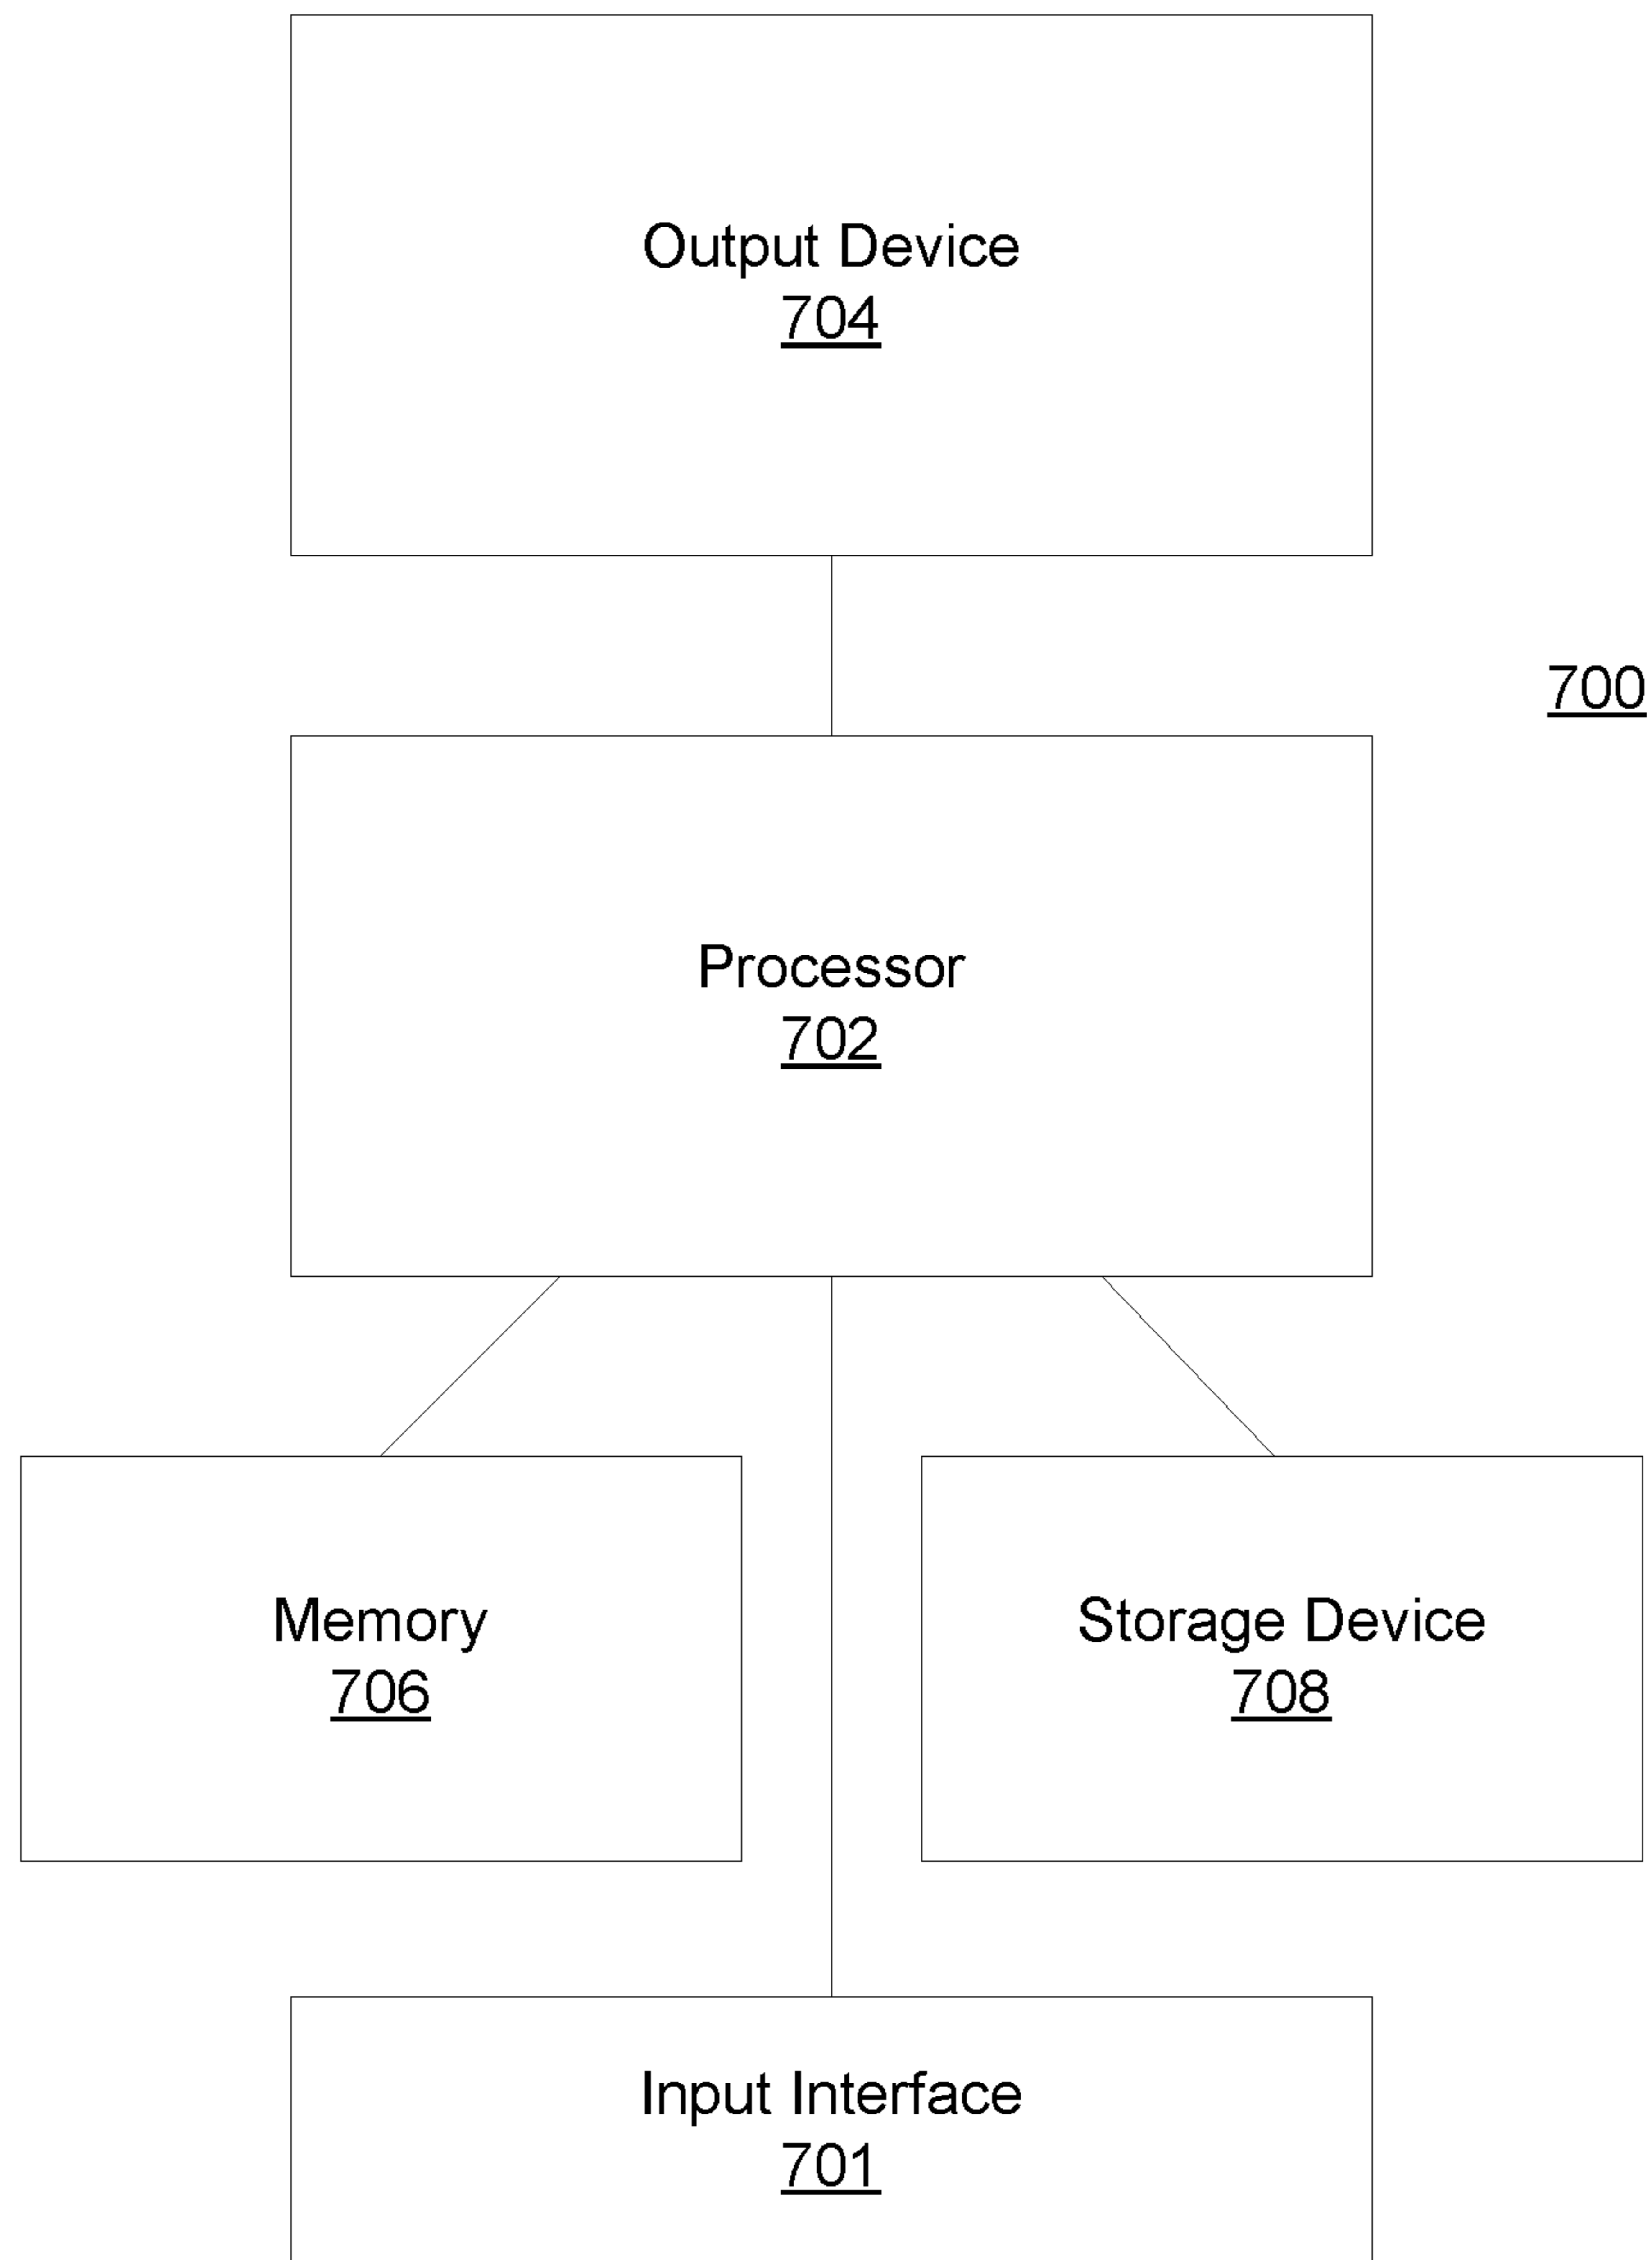 Output Device
704
700
Processor
702
Memory
706
Storage Device
708
Input Interface
701